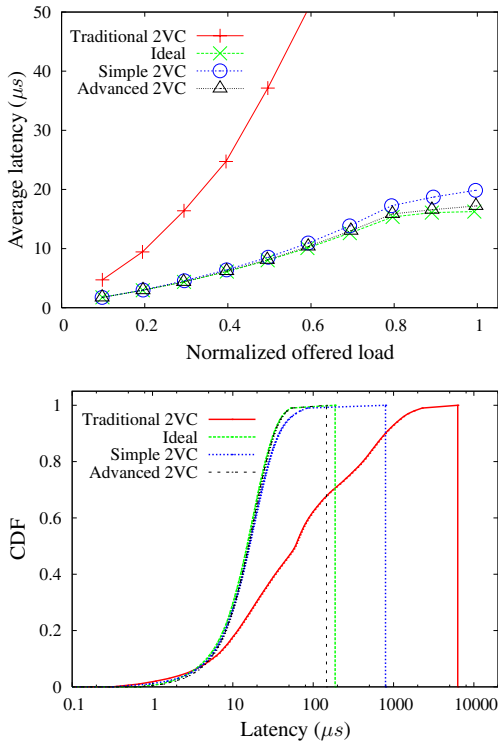 50
40
30
20
10
0
Average latency (μs)
Traditional 2VC
Ideal
Simple 2VC
Advanced 2VC
0 0.2 0.4 0.6 0.8 1
Normalized offered load
1
0.8
0.6
0.4
0.2
0
CDF
Traditional 2VC
Ideal
Simple 2VC
Advanced 2VC
0.1 1 10 100 1000 10000
Latency (μs)